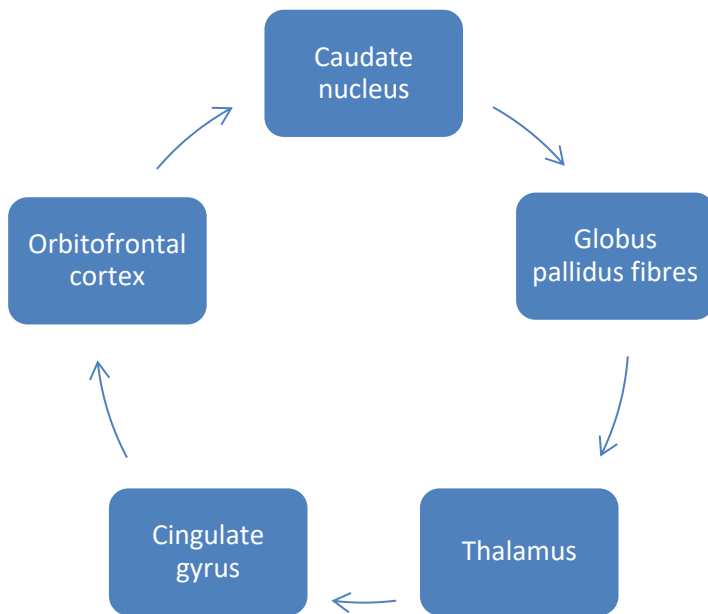 Caudate
nucleus
Globus
pallidus fibres
Thalamus
Cingulate
gyrus
Orbitofrontal
cortex